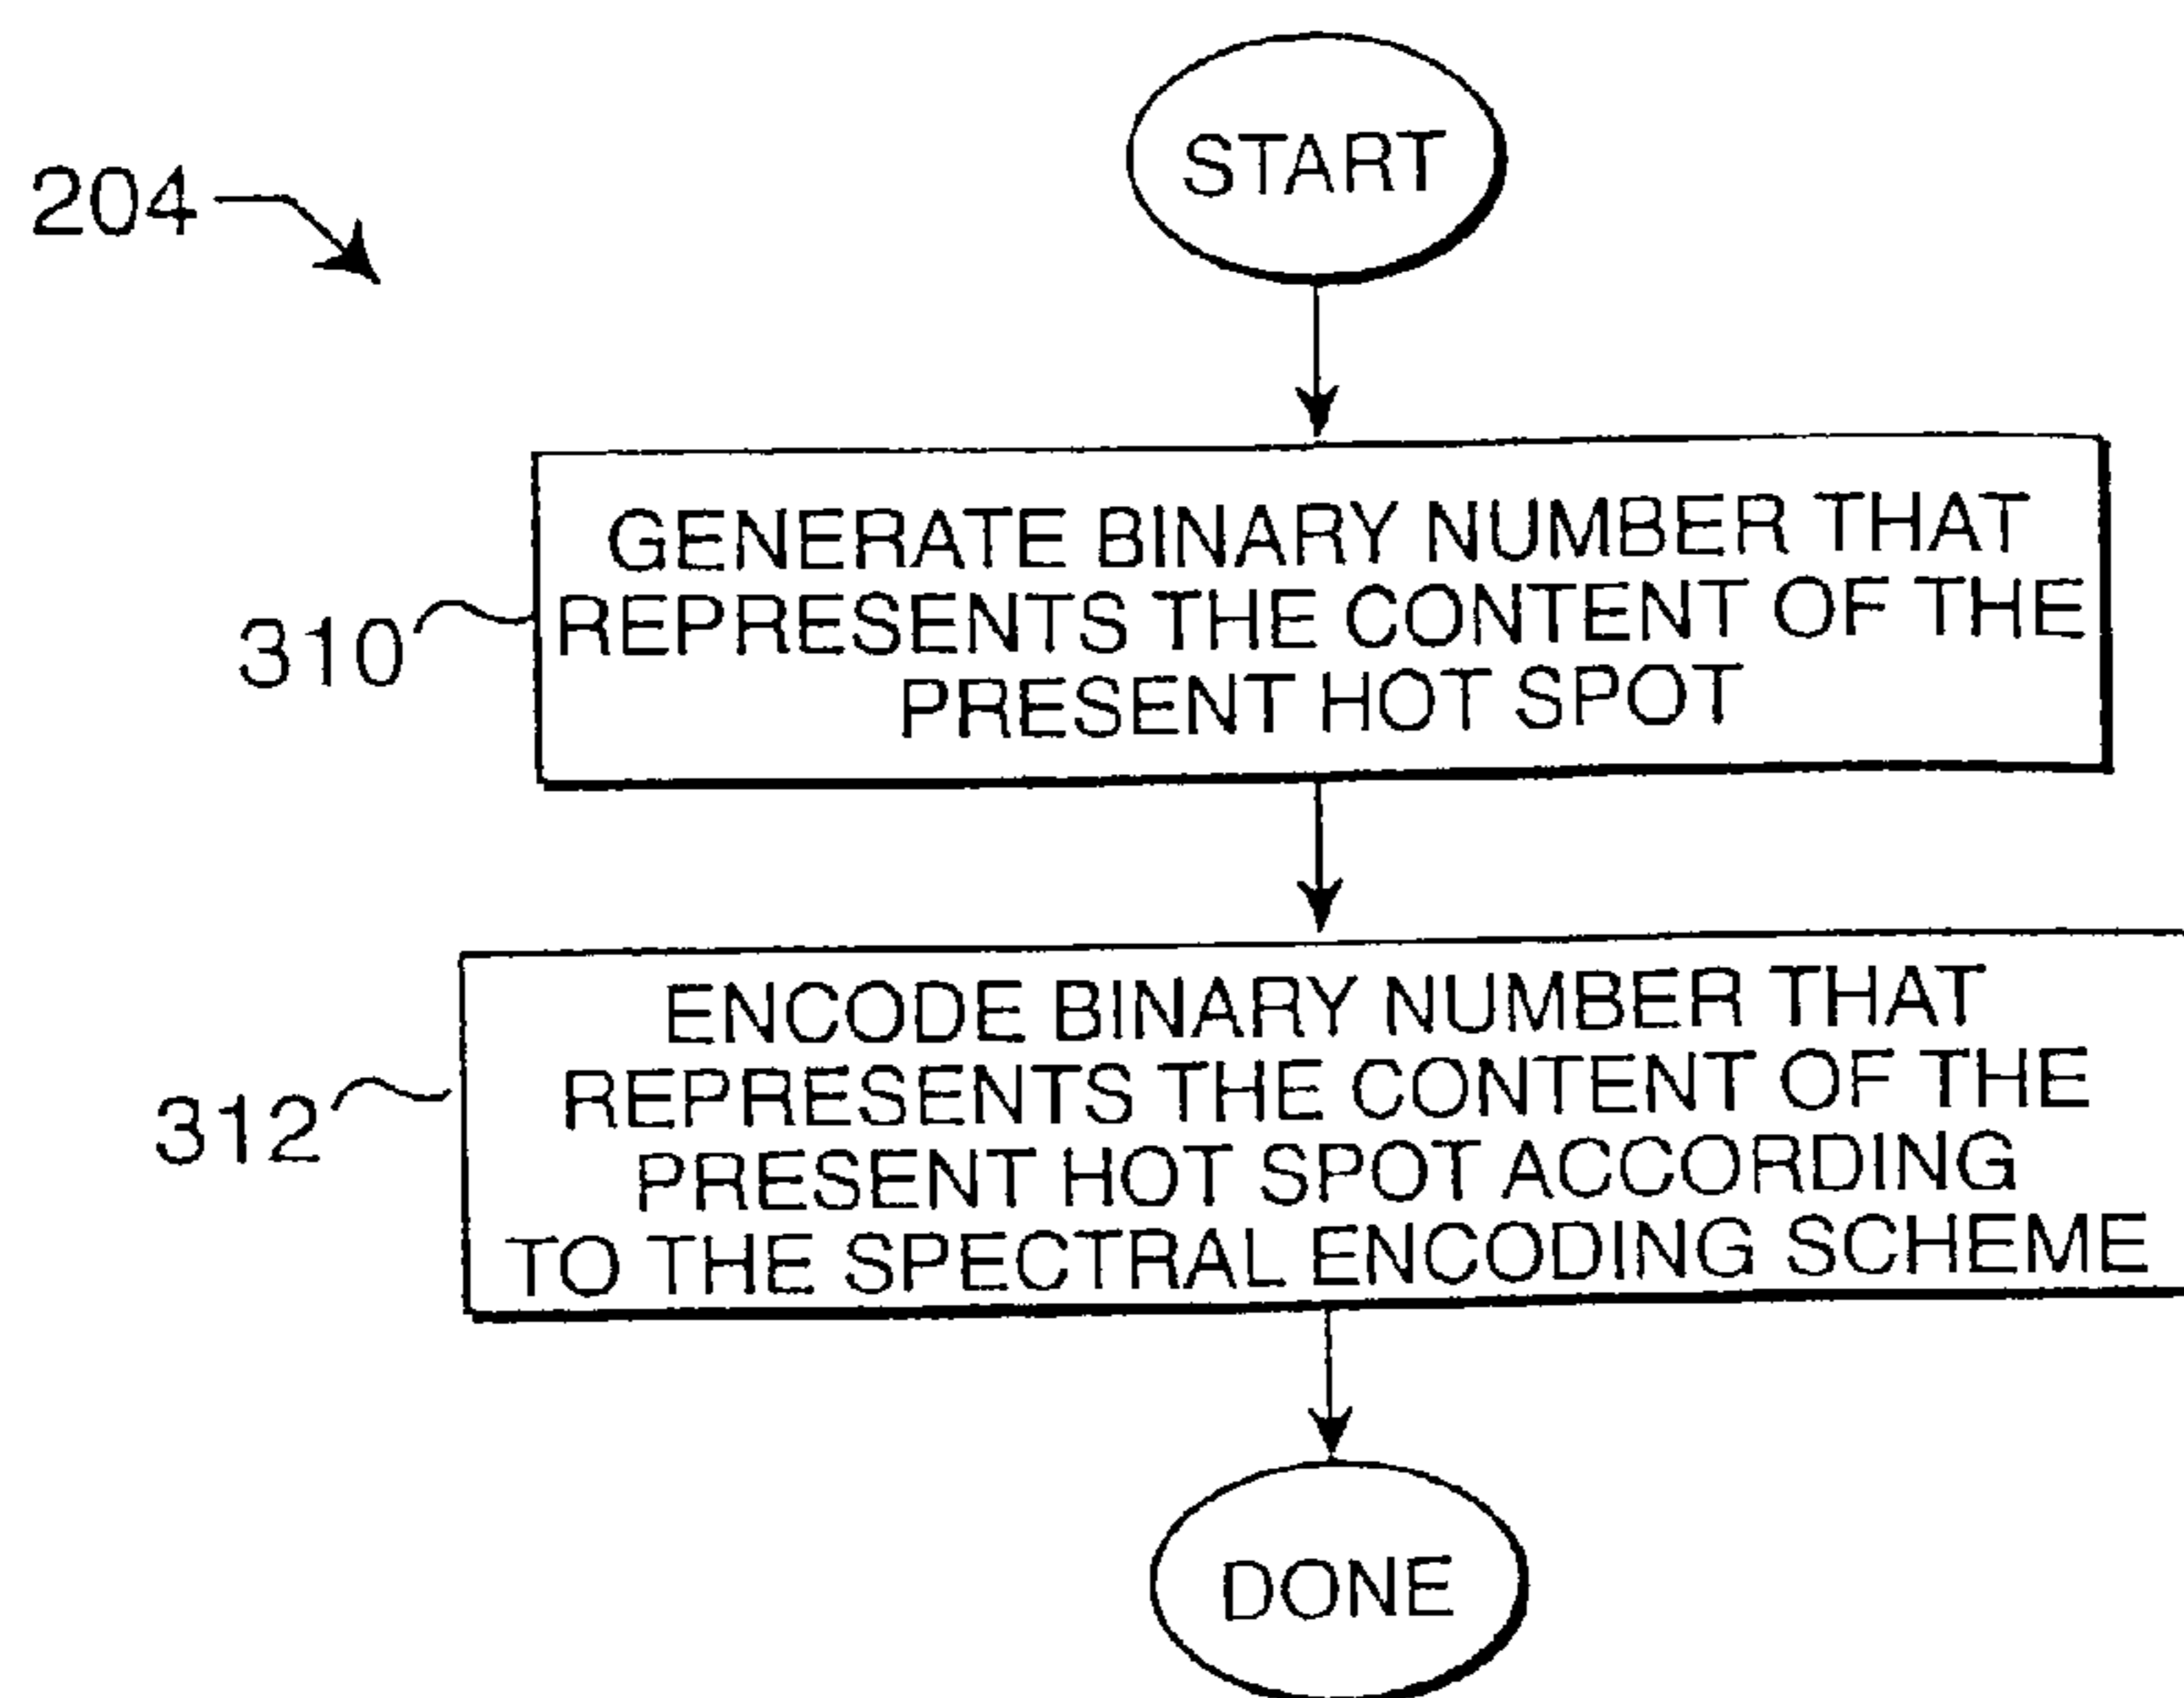 START
204
GENERATE BINARY NUMBER THAT
REPRESENTS THE CONTENT OF THE
PRESENT HOT SPOT
310
ENCODE BINARY NUMBER THAT
REPRESENTS THE CONTENT OF THE
PRESENT HOT SPOT ACCORDING
TO THE SPECTRAL ENCODING SCHEME
312
DONE